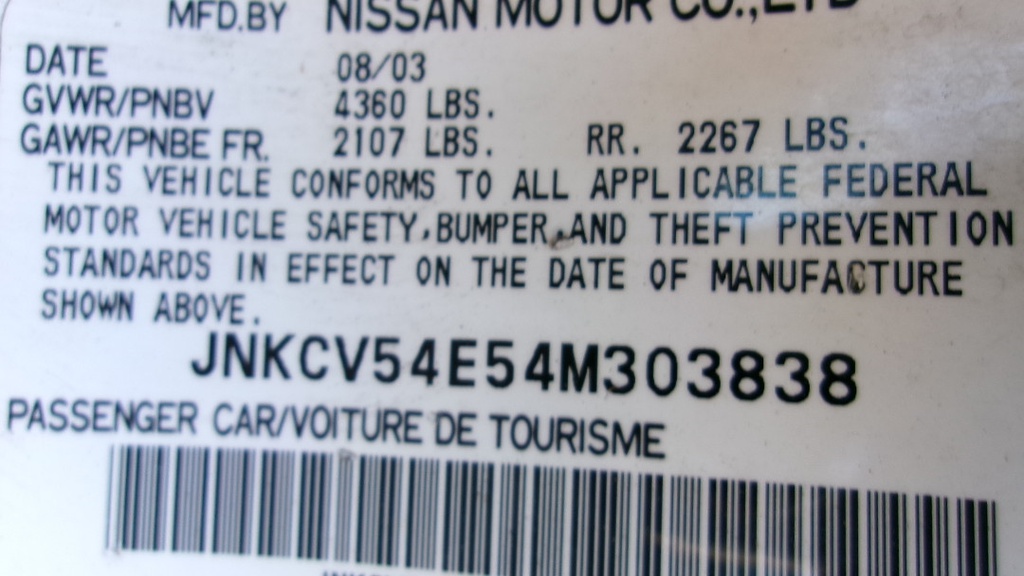 MFD.BY NISSAN MOTOR CO.,LTD
DATE 08/03
GVWR/PNBV 4360 LBS.
GAWR/PNBE FR. 2107 LBS. RR. 2267 LBS.
THIS VEHICLE CONFORMS TO ALL APPLICABLE FEDERAL
MOTOR VEHICLE SAFETY,BUMPER,AND THEFT PREVENTION
STANDARDS IN EFFECT ON THE DATE OF MANUFACTURE
SHOWN ABOVE.
JNKCV54E54M303838
PASSENGER CAR/VOITURE DE TOURISME